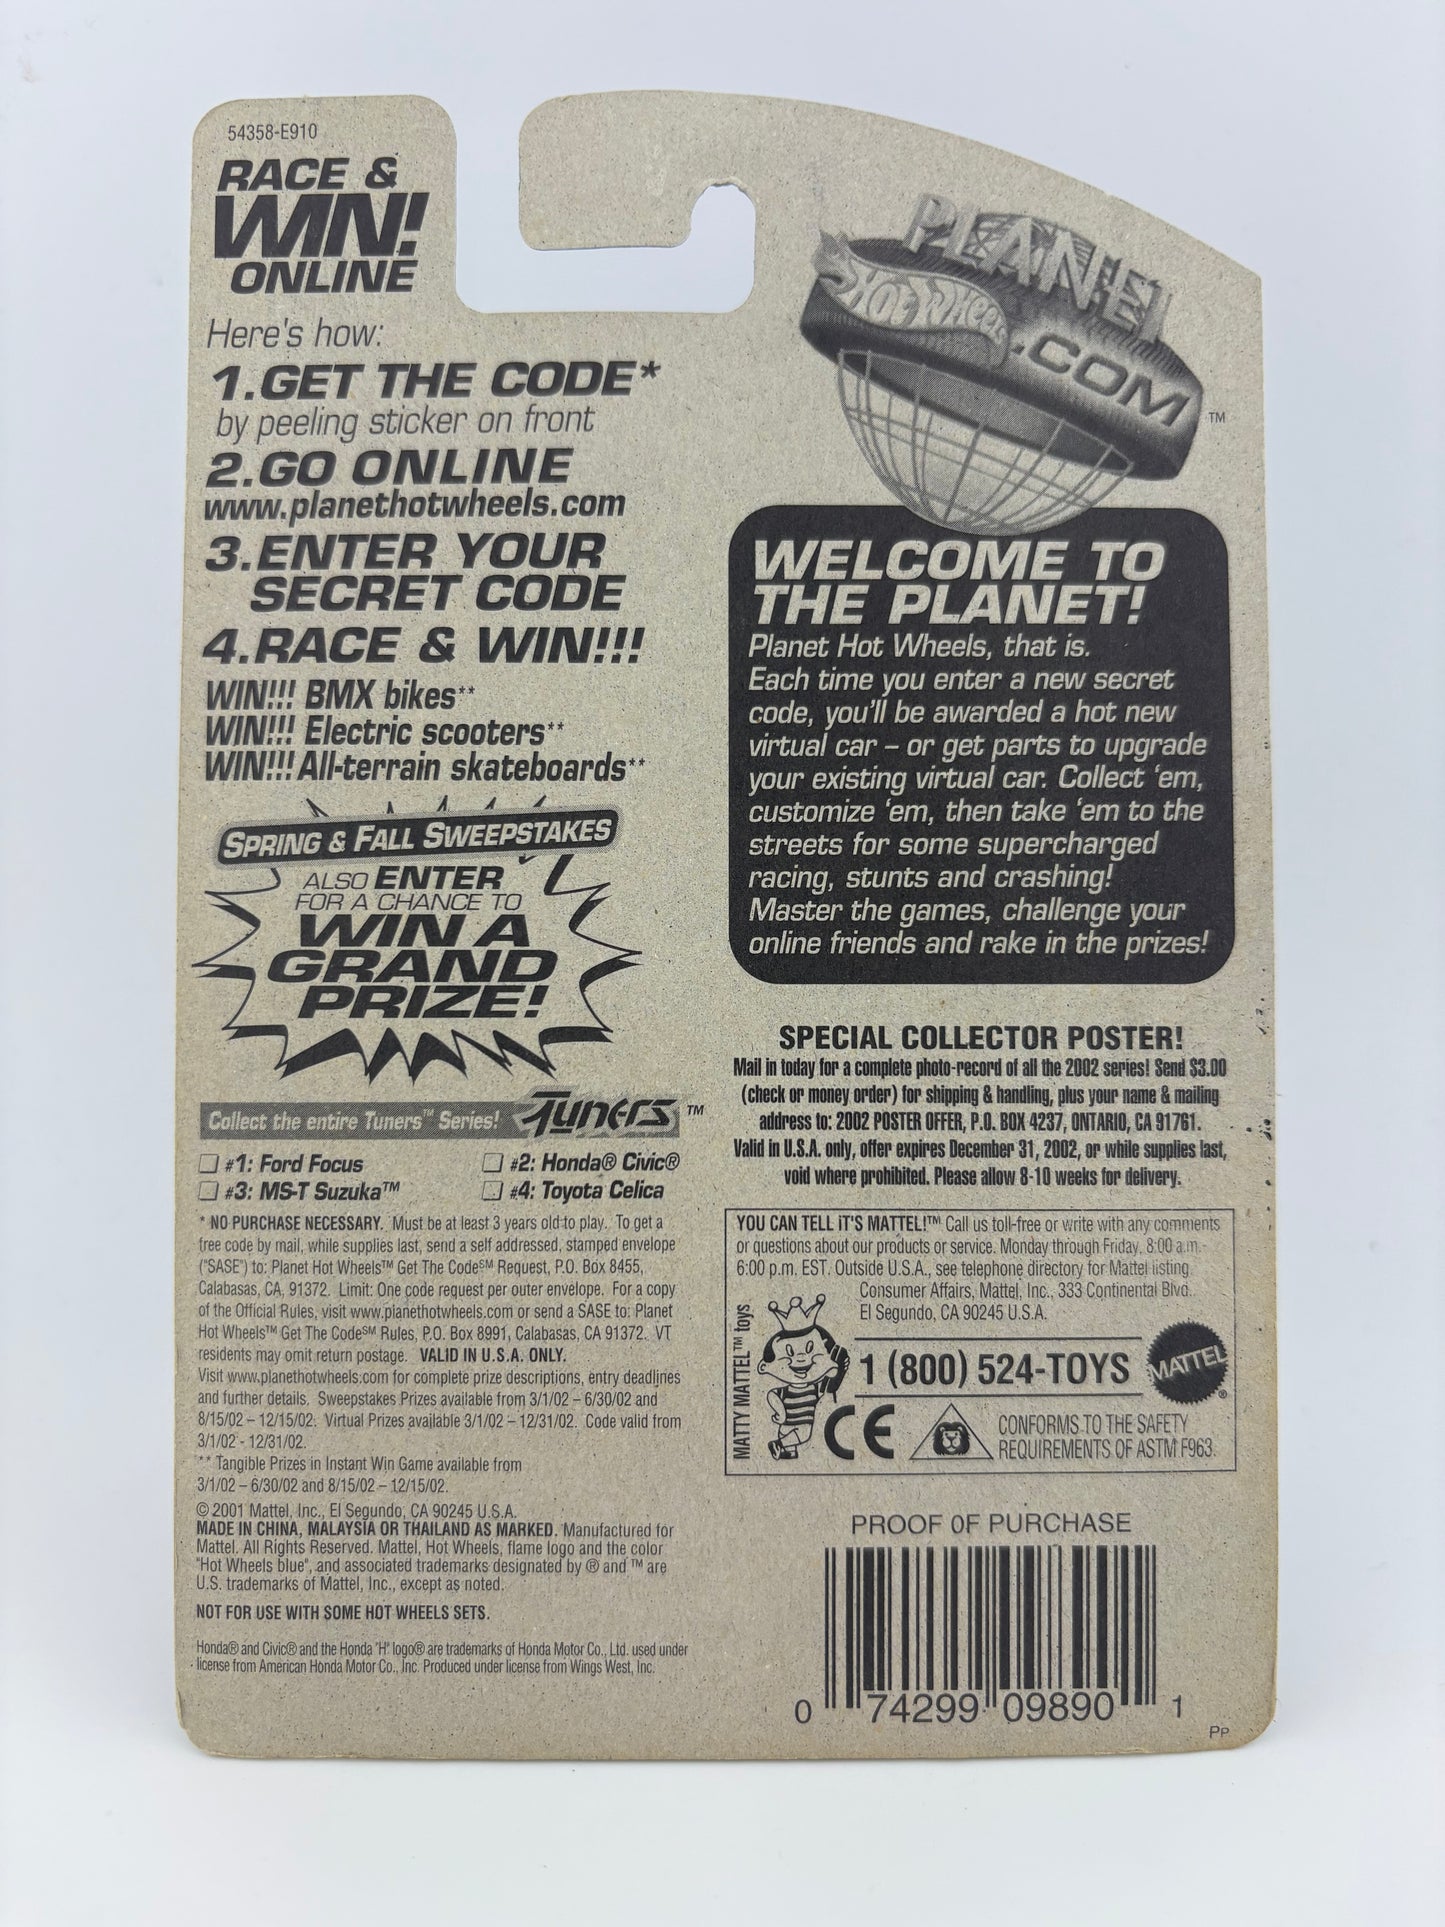 54358-E910
RACE &
WIN!
ONLINE
Here's how:
1.GET THE CODE*
by peeling sticker on front
2.GO ONLINE
www.planethotwheels.com
3.ENTER YOUR
SECRET CODE
4.RACE & WIN!!!
WIN!!! BMX bikes**
WIN!!! Electric scooters**
WIN!!! All-terrain skateboards**
SPRING & FALL SWEEPSTAKES
ALSO ENTER
FOR A CHANCE TO
WIN A
GRAND
PRIZE!
Collect the entire Tuners™ Series! Tuners ™
#1: Ford Focus #2: Honda® Civic®
#3: MS-T Suzuka™ #4: Toyota Celica
* NO PURCHASE NECESSARY. Must be at least 3 years old to play. To get a
free code by mail, while supplies last, send a self addressed, stamped envelope
("SASE") to: Planet Hot Wheels™ Get The Code℠ Request, P.O. Box 8455,
Calabasas, CA, 91372. Limit: One code request per outer envelope. For a copy
of the Official Rules, visit www.planethotwheels.com or send a SASE to: Planet
Hot Wheels™ Get The Code℠ Rules, P.O. Box 8991, Calabasas, CA 91372. VT
residents may omit return postage. VALID IN U.S.A. ONLY.
Visit www.planethotwheels.com for complete prize descriptions, entry deadlines
and further details. Sweepstakes Prizes available from 3/1/02 – 6/30/02 and
8/15/02 – 12/15/02. Virtual Prizes available 3/1/02 – 12/31/02. Code valid from
3/1/02 - 12/31/02.
** Tangible Prizes in Instant Win Game available from
3/1/02 – 6/30/02 and 8/15/02 – 12/15/02.
© 2001 Mattel, Inc., El Segundo, CA 90245 U.S.A.
MADE IN CHINA, MALAYSIA OR THAILAND AS MARKED. Manufactured for
Mattel. All Rights Reserved. Mattel, Hot Wheels, flame logo and the color
"Hot Wheels blue", and associated trademarks designated by ® and ™ are
U.S. trademarks of Mattel, Inc., except as noted.
NOT FOR USE WITH SOME HOT WHEELS SETS.
Honda® and Civic® and the Honda "H" logo® are trademarks of Honda Motor Co., Ltd. used under
license from American Honda Motor Co., Inc. Produced under license from Wings West, Inc.
PLANET
HOT WHEELS
.COM
™
WELCOME TO
THE PLANET!
Planet Hot Wheels, that is.
Each time you enter a new secret
code, you'll be awarded a hot new
virtual car – or get parts to upgrade
your existing virtual car. Collect 'em,
customize 'em, then take 'em to the
streets for some supercharged
racing, stunts and crashing!
Master the games, challenge your
online friends and rake in the prizes!
SPECIAL COLLECTOR POSTER!
Mail in today for a complete photo-record of all the 2002 series! Send $3.00
(check or money order) for shipping & handling, plus your name & mailing
address to: 2002 POSTER OFFER, P.O. BOX 4237, ONTARIO, CA 91761.
Valid in U.S.A. only, offer expires December 31, 2002, or while supplies last,
void where prohibited. Please allow 8-10 weeks for delivery.
YOU CAN TELL iT'S MATTEL!™ Call us toll-free or write with any comments
or questions about our products or service. Monday through Friday, 8:00 a.m.-
6:00 p.m. EST. Outside U.S.A., see telephone directory for Mattel listing.
Consumer Affairs, Mattel, Inc., 333 Continental Blvd.
El Segundo, CA 90245 U.S.A.
MATTY MATTEL™ toys
1 (800) 524-TOYS
MATTEL
®
CE
CONFORMS TO THE SAFETY
REQUIREMENTS OF ASTM F963.
PROOF OF PURCHASE
0 74299 09890 1
PP